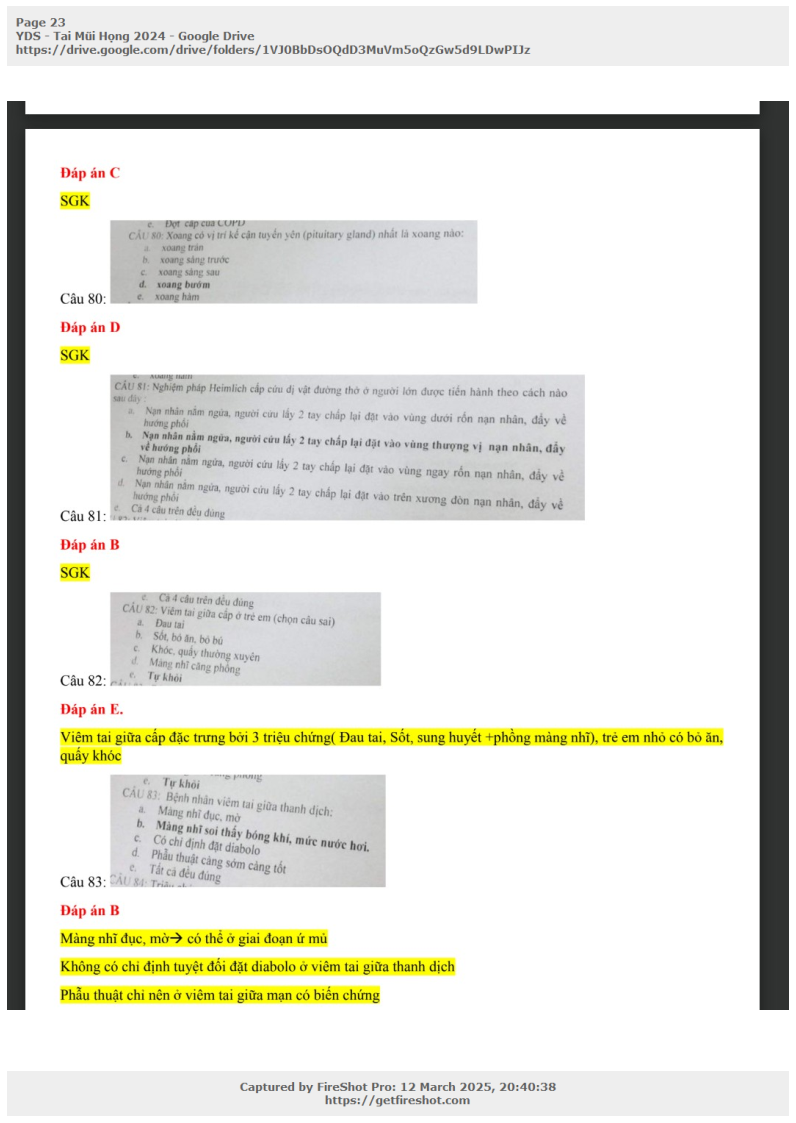 Page 23
YDS - Tai Mũi Họng 2024 - Google Drive
https://drive.google.com/drive/folders/1VJ0BbDsOQdD3MuVm5oQzGw5d9LDwPIJz
Đáp án C
SGK
e. Đợt cấp của COPD
CÂU 80: Xoang có vị trí kế cận tuyến yên (pituitary gland) nhất là xoang nào:
a. xoang trán
b. xoang sàng trước
c. xoang sàng sau
d. xoang bướm
e. xoang hàm
Câu 80:
Đáp án D
SGK
e. xoang hàm
CÂU 81: Nghiệm pháp Heimlich cấp cứu dị vật đường thở ở người lớn được tiến hành theo cách nào
sau đây :
a. Nạn nhân nằm ngửa, người cứu lấy 2 tay chắp lại đặt vào vùng dưới rốn nạn nhân, đẩy về
hướng phổi
b. Nạn nhân nằm ngửa, người cứu lấy 2 tay chắp lại đặt vào vùng thượng vị nạn nhân, đẩy
về hướng phổi
c. Nạn nhân nằm ngửa, người cứu lấy 2 tay chắp lại đặt vào vùng ngay rốn nạn nhân, đẩy về
hướng phổi
d. Nạn nhân nằm ngửa, người cứu lấy 2 tay chắp lại đặt vào trên xương đòn nạn nhân, đẩy về
hướng phổi
e. Cả 4 câu trên đều đúng
Câu 81:
Đáp án B
SGK
e. Cả 4 câu trên đều đúng
CÂU 82: Viêm tai giữa cấp ở trẻ em (chọn câu sai)
a. Đau tai
b. Sốt, bỏ ăn, bỏ bú
c. Khóc, quấy thường xuyên
d. Màng nhĩ căng phồng
e. Tự khỏi
Câu 82:
Đáp án E.
Viêm tai giữa cấp đặc trưng bởi 3 triệu chứng( Đau tai, Sốt, sung huyết +phồng màng nhĩ), trẻ em nhỏ có bỏ ăn,
quấy khóc
e. Tự khỏi
CÂU 83: Bệnh nhân viêm tai giữa thanh dịch:
a. Màng nhĩ đục, mờ
b. Màng nhĩ soi thấy bóng khí, mức nước hơi.
c. Có chỉ định đặt diabolo
d. Phẫu thuật càng sớm càng tốt
e. Tất cả đều đúng
CÂU 84:
Câu 83:
Đáp án B
Màng nhĩ đục, mờ→ có thể ở giai đoạn ứ mủ
Không có chỉ định tuyệt đối đặt diabolo ở viêm tai giữa thanh dịch
Phẫu thuật chỉ nên ở viêm tai giữa mạn có biến chứng
Captured by FireShot Pro: 12 March 2025, 20:40:38
https://getfireshot.com